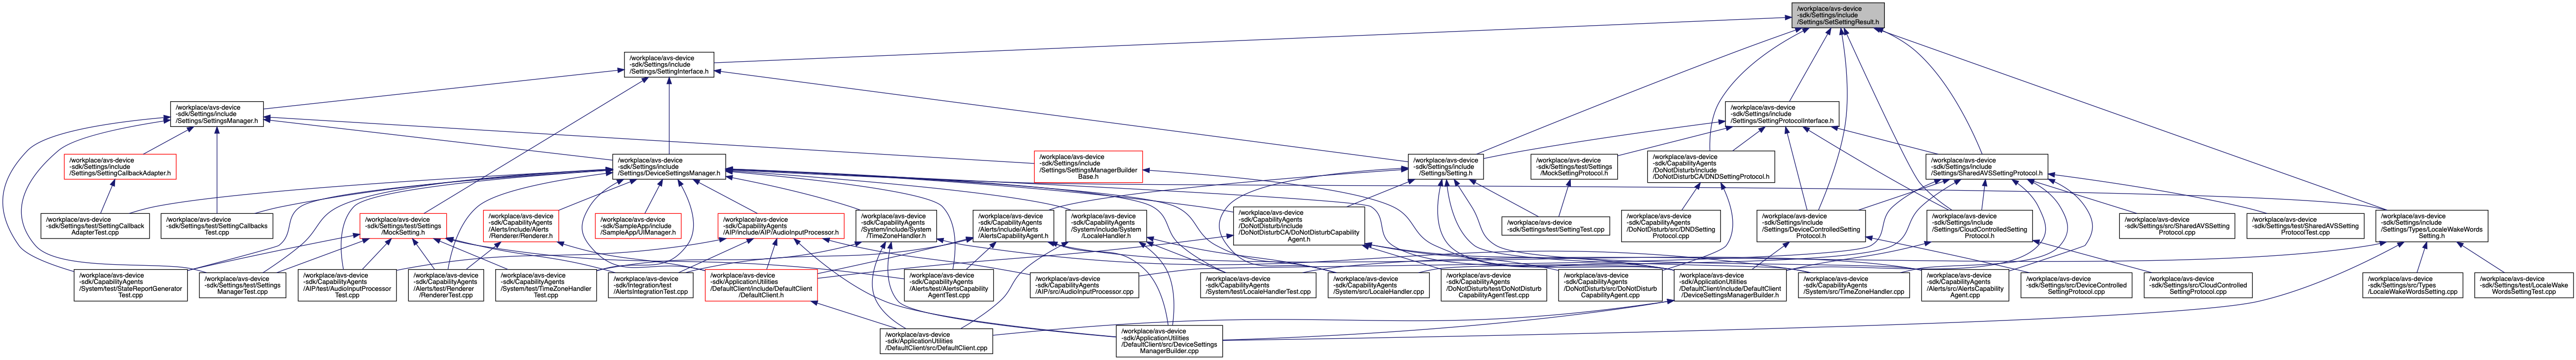 /workplace/avs-device
-sdk/Settings/include
/Settings/SetSettingResult.h
/workplace/avs-device
-sdk/Settings/include
/Settings/SettingInterface.h
/workplace/avs-device
-sdk/Settings/include
/Settings/SettingsManager.h
/workplace/avs-device
-sdk/Settings/include
/Settings/SettingProtocolInterface.h
/workplace/avs-device
-sdk/Settings/include
/Settings/SettingCallbackAdapter.h
/workplace/avs-device
-sdk/Settings/include
/Settings/DeviceSettingsManager.h
/workplace/avs-device
-sdk/Settings/include
/Settings/SettingsManagerBuilder
Base.h
/workplace/avs-device
-sdk/Settings/include
/Settings/Setting.h
/workplace/avs-device
-sdk/Settings/test/Settings
/MockSettingProtocol.h
/workplace/avs-device
-sdk/CapabilityAgents
/DoNotDisturb/include
/DoNotDisturbCA/DNDSettingProtocol.h
/workplace/avs-device
-sdk/Settings/include
/Settings/SharedAVSSettingProtocol.h
/workplace/avs-device
-sdk/Settings/test/SettingCallback
AdapterTest.cpp
/workplace/avs-device
-sdk/Settings/test/SettingCallbacks
Test.cpp
/workplace/avs-device
-sdk/Settings/test/Settings
/MockSetting.h
/workplace/avs-device
-sdk/CapabilityAgents
/Alerts/include/Alerts
/Renderer/Renderer.h
/workplace/avs-device
-sdk/SampleApp/include
/SampleApp/UIManager.h
/workplace/avs-device
-sdk/CapabilityAgents
/AIP/include/AIP/AudioInputProcessor.h
/workplace/avs-device
-sdk/CapabilityAgents
/System/include/System
/TimeZoneHandler.h
/workplace/avs-device
-sdk/CapabilityAgents
/Alerts/include/Alerts
/AlertsCapabilityAgent.h
/workplace/avs-device
-sdk/CapabilityAgents
/System/include/System
/LocaleHandler.h
/workplace/avs-device
-sdk/CapabilityAgents
/DoNotDisturb/include
/DoNotDisturbCA/DoNotDisturbCapability
Agent.h
/workplace/avs-device
-sdk/Settings/test/SettingTest.cpp
/workplace/avs-device
-sdk/CapabilityAgents
/DoNotDisturb/src/DNDSetting
Protocol.cpp
/workplace/avs-device
-sdk/Settings/include
/Settings/DeviceControlledSetting
Protocol.h
/workplace/avs-device
-sdk/Settings/include
/Settings/CloudControlledSetting
Protocol.h
/workplace/avs-device
-sdk/Settings/src/SharedAVSSetting
Protocol.cpp
/workplace/avs-device
-sdk/Settings/test/SharedAVSSetting
ProtocolTest.cpp
/workplace/avs-device
-sdk/Settings/include
/Settings/Types/LocaleWakeWords
Setting.h
/workplace/avs-device
-sdk/CapabilityAgents
/System/test/StateReportGenerator
Test.cpp
/workplace/avs-device
-sdk/Settings/test/Settings
ManagerTest.cpp
/workplace/avs-device
-sdk/CapabilityAgents
/AIP/test/AudioInputProcessor
Test.cpp
/workplace/avs-device
-sdk/CapabilityAgents
/Alerts/test/Renderer
/RendererTest.cpp
/workplace/avs-device
-sdk/CapabilityAgents
/System/test/TimeZoneHandler
Test.cpp
/workplace/avs-device
-sdk/Integration/test
/AlertsIntegrationTest.cpp
/workplace/avs-device
-sdk/ApplicationUtilities
/DefaultClient/include/DefaultClient
/DefaultClient.h
/workplace/avs-device
-sdk/CapabilityAgents
/Alerts/test/AlertsCapability
AgentTest.cpp
/workplace/avs-device
-sdk/CapabilityAgents
/AIP/src/AudioInputProcessor.cpp
/workplace/avs-device
-sdk/CapabilityAgents
/System/test/LocaleHandlerTest.cpp
/workplace/avs-device
-sdk/CapabilityAgents
/System/src/LocaleHandler.cpp
/workplace/avs-device
-sdk/CapabilityAgents
/DoNotDisturb/test/DoNotDisturb
CapabilityAgentTest.cpp
/workplace/avs-device
-sdk/CapabilityAgents
/DoNotDisturb/src/DoNotDisturb
CapabilityAgent.cpp
/workplace/avs-device
-sdk/ApplicationUtilities
/DefaultClient/include/DefaultClient
/DeviceSettingsManagerBuilder.h
/workplace/avs-device
-sdk/CapabilityAgents
/System/src/TimeZoneHandler.cpp
/workplace/avs-device
-sdk/CapabilityAgents
/Alerts/src/AlertsCapability
Agent.cpp
/workplace/avs-device
-sdk/Settings/src/DeviceControlled
SettingProtocol.cpp
/workplace/avs-device
-sdk/Settings/src/CloudControlled
SettingProtocol.cpp
/workplace/avs-device
-sdk/Settings/src/Types
/LocaleWakeWordsSetting.cpp
/workplace/avs-device
-sdk/Settings/test/LocaleWake
WordsSettingTest.cpp
/workplace/avs-device
-sdk/ApplicationUtilities
/DefaultClient/src/DefaultClient.cpp
/workplace/avs-device
-sdk/ApplicationUtilities
/DefaultClient/src/DeviceSettings
ManagerBuilder.cpp